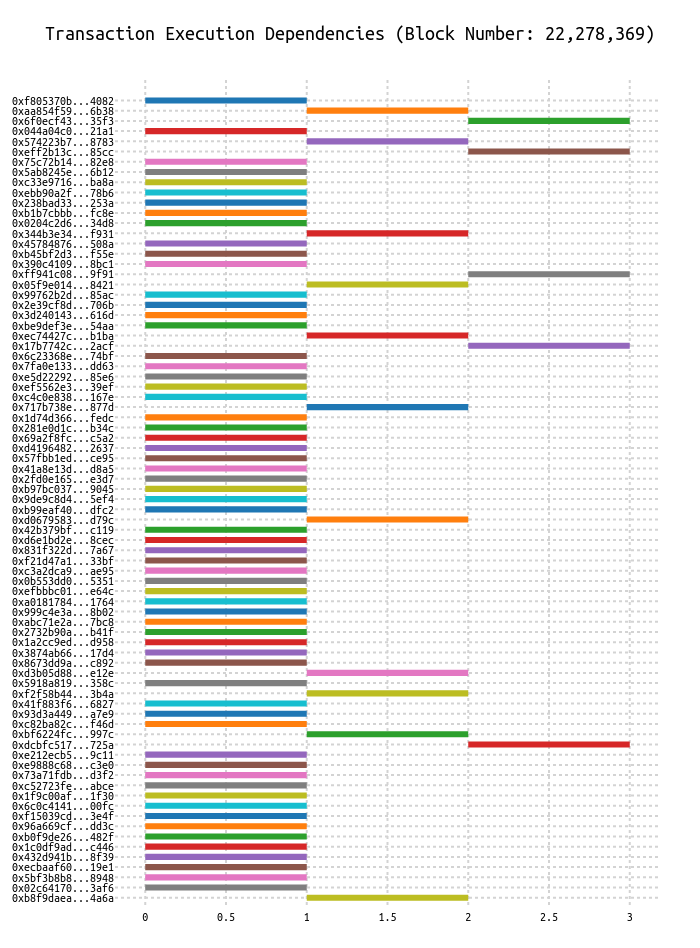 Transaction Execution Dependencies (Block Number: 22,278,369)
0xf805370b...4082
0xaa854f59...6b38
0x6f0ecf43...35f3
0x044a04c0...21a1
0x574223b7...8783
0xeff2b13c...85cc
0x75c72b14...82e8
0x5ab8245e...6b12
0xc33e9716...ba8a
0xebb90a2f...78b6
0x238bad33...253a
0xb1b7cbbb...fc8e
0x0204c2d6...34d8
0x344b3e34...f931
0x45784876...508a
0xb45bf2d3...f55e
0x390c4109...8bc1
0xff941c08...9f91
0x05f9e014...8421
0x99762b2d...85ac
0x2e39cf8d...706b
0x3d240143...616d
0xbe9def3e...54aa
0xec74427c...b1ba
0x17b7742c...2acf
0x6c23368e...74bf
0x7fa0e133...dd63
0xe5d22292...85e6
0xef5562e3...39ef
0xc4c0e838...167e
0x717b738e...877d
0x1d74d366...fedc
0x281e0d1c...b34c
0x69a2f8fc...c5a2
0xd4196482...2637
0x57fbb1ed...ce95
0x41a8e13d...d8a5
0x2fd0e165...e3d7
0xb97bc037...9045
0x9de9c8d4...5ef4
0xb99eaf40...dfc2
0xd0679583...d79c
0x42b379bf...c119
0xd6e1bd2e...8cec
0x831f322d...7a67
0xf21d47a1...33bf
0xc3a2dca9...ae95
0x0b553dd0...5351
0xefbbbc01...e64c
0xa0181784...1764
0x999c4e3a...8b02
0xabc71e2a...7bc8
0x2732b90a...b41f
0x1a2cc9ed...d958
0x3874ab66...17d4
0x8673dd9a...c892
0xd3b05d88...e12e
0x5918a819...358c
0xf2f58b44...3b4a
0x41f883f6...6827
0x93d3a449...a7e9
0xc82ba82c...f46d
0xbf6224fc...997c
0xdcbfc517...725a
0xe212ecb5...9c11
0xe9888c68...c3e0
0x73a71fdb...d3f2
0xc52723fe...abce
0x1f9c00af...1f30
0x6c0c4141...00fc
0xf15039cd...3e4f
0x96a669cf...dd3c
0xb0f9de26...482f
0x1c0df9ad...c446
0x432d941b...8f39
0xecbaaf60...19e1
0x5bf3b8b8...8948
0x02c64170...3af6
0xb8f9daea...4a6a
0 0.5 1 1.5 2 2.5 3